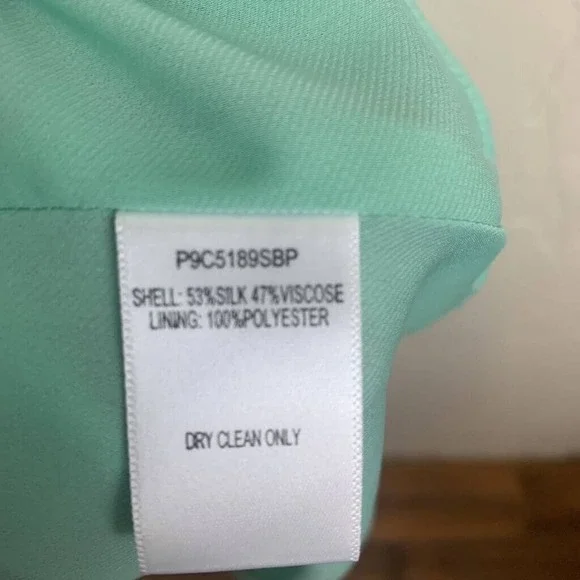 P9C5189SBP
SHELL: 53%SILK 47%VISCOSE
LINING: 100%POLYESTER
DRY CLEAN ONLY